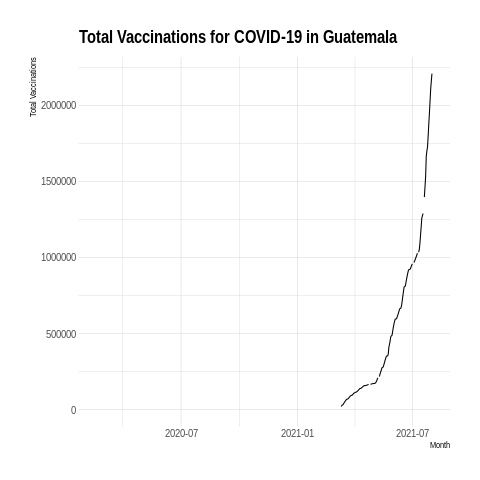 Total Vaccinations for COVID-19 in Guatemala
Total Vaccinations
2000000
1500000
1000000
500000
0
2020-07 2021-01 2021-07
Month